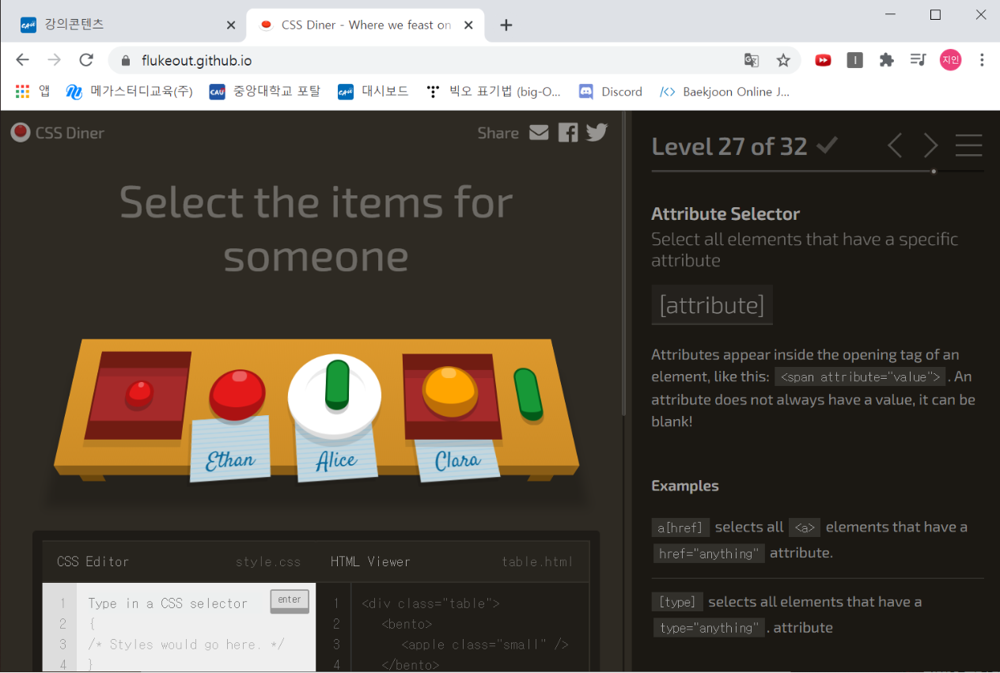 강의콘텐츠
CSS Diner - Where we feast on
flukeout.github.io
지인
앱
메가스터디교육(주)
CAU 중앙대학교 포탈
대시보드
빅오 표기법 (big-O...
Discord
Baekjoon Online J...
CSS Diner
Share
Select the items for
someone
Ethan
Alice
Clara
CSS Editor
style.css
HTML Viewer
table.html
1 Type in a CSS selector
enter
2 {
3 /* Styles would go here. */
4 }
1 <div class="table">
2 <bento>
3 <apple class="small" />
4 </bento>
Level 27 of 32
Attribute Selector
Select all elements that have a specific
attribute
[attribute]
Attributes appear inside the opening tag of an
element, like this: <span attribute="value"> . An
attribute does not always have a value, it can be
blank!
Examples
a[href] selects all <a> elements that have a
href="anything" attribute.
[type] selects all elements that have a
type="anything" . attribute